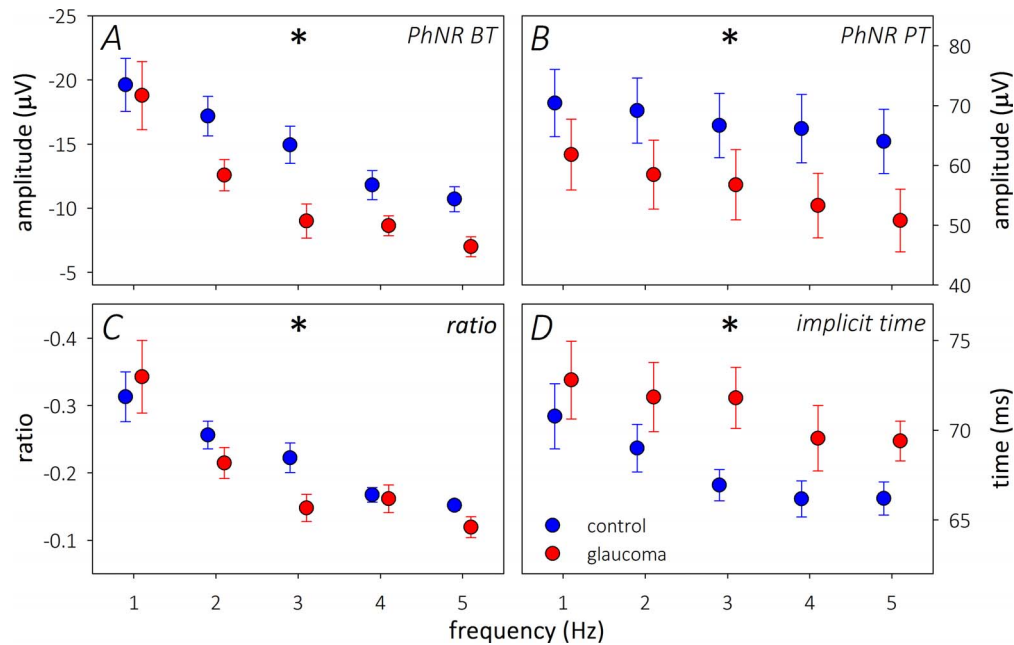 A
*
PhNR BT
-25
-20
-15
-10
-5
amplitude (µV)
B
*
PhNR PT
80
70
60
50
40
amplitude (µV)
C
*
ratio
-0.4
-0.3
-0.2
-0.1
ratio
1 2 3 4 5
D
*
implicit time
75
70
65
time (ms)
control
glaucoma
1 2 3 4 5
frequency (Hz)